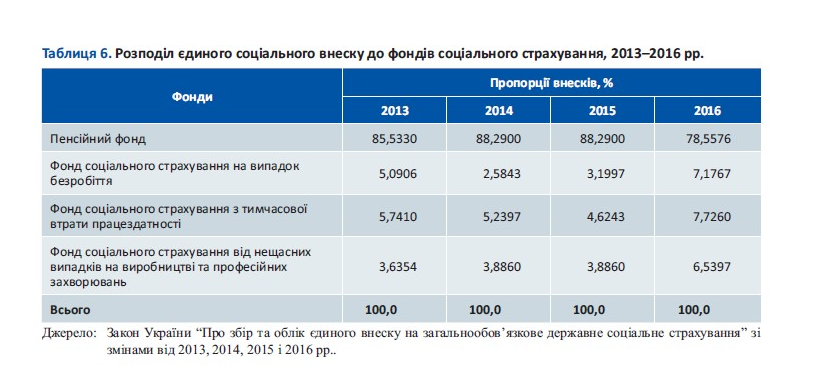 Таблиця 6. Розподіл єдиного соціального внеску до фондів соціального страхування, 2013–2016 рр.
Фонди
Пропорції внесків, %
2013 2014 2015 2016
Пенсійний фонд 85,5330 88,2900 88,2900 78,5576
Фонд соціального страхування на випадок
безробіття 5,0906 2,5843 3,1997 7,1767
Фонд соціального страхування з тимчасової
втрати працездатності 5,7410 5,2397 4,6243 7,7260
Фонд соціального страхування від нещасних
випадків на виробництві та професійних 3,6354 3,8860 3,8860 6,5397
захворювань
Всього 100,0 100,0 100,0 100,0
Джерело: Закон України “Про збір та облік єдиного внеску на загальнообов’язкове державне соціальне страхування” зі
змінами від 2013, 2014, 2015 і 2016 рр..